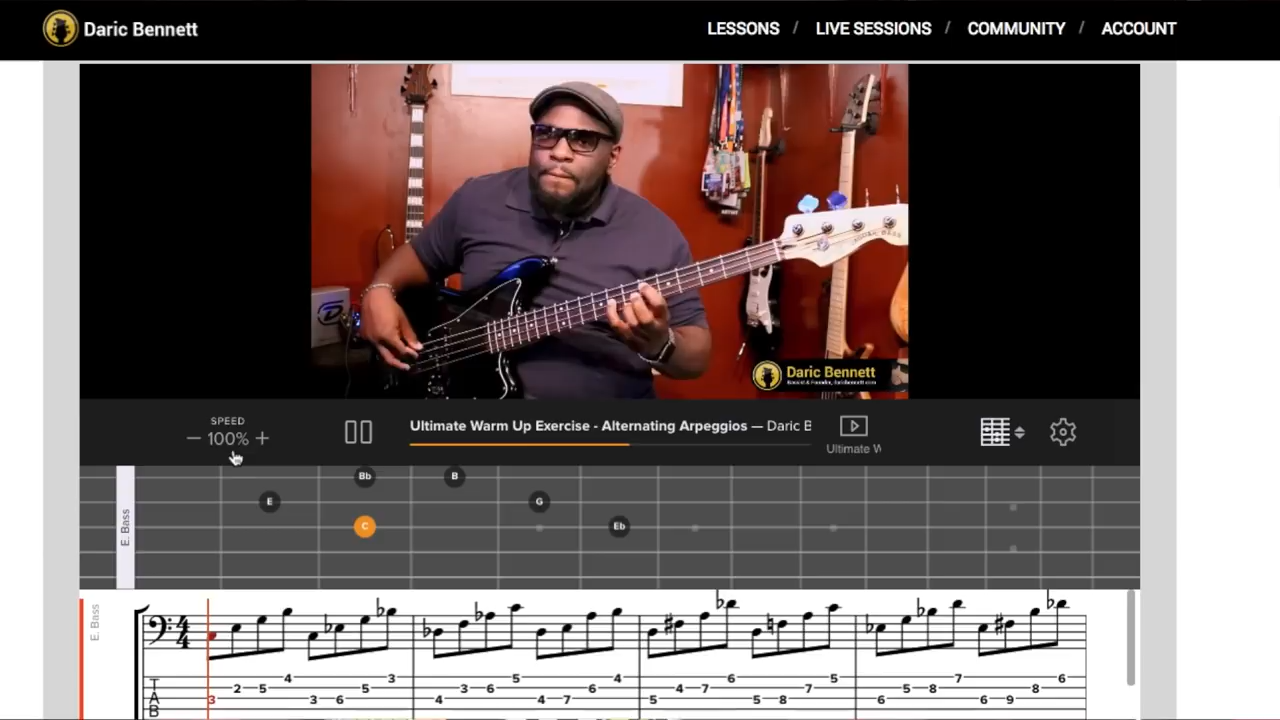 Daric Bennett
LESSONS / LIVE SESSIONS / COMMUNITY / ACCOUNT
Daric Bennett
SPEED
— 100% +
Ultimate Warm Up Exercise - Alternating Arpeggios — Daric B
Ultimate W
Bb B
E G
C Eb
E. Bass
E. Bass
4 3 5 4 6 5 7 6
2 5 5 3 6 6 4 7 7 5 8 8
3 3 6 4 4 7 5 5 8 6 6 9
T
A
B